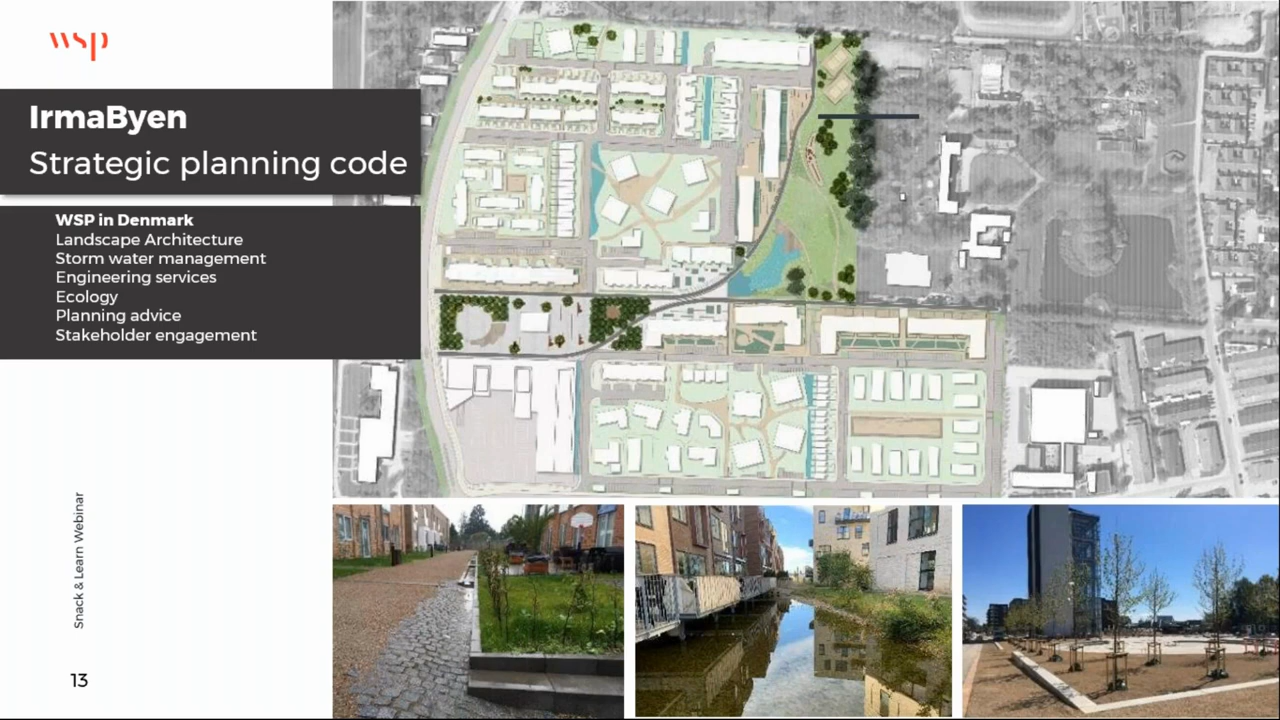 wsp
IrmaByen
Strategic planning code
WSP in Denmark
Landscape Architecture
Storm water management
Engineering services
Ecology
Planning advice
Stakeholder engagement
Snack & Learn Webinar
13